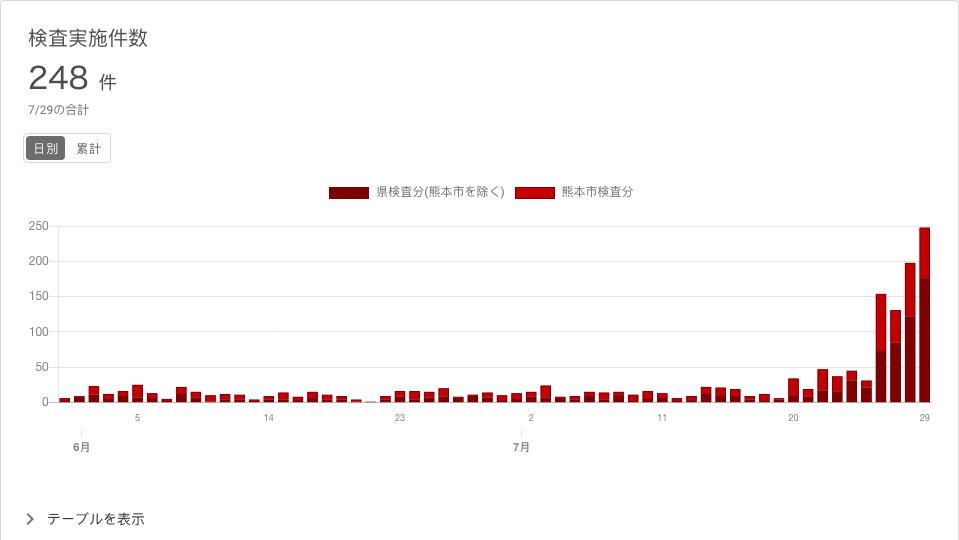 検査実施件数
248 件
7/29の合計
日別 累計
県検査分(熊本市を除く) 熊本市検査分
250
200
150
100
50
0
5 14 23 2 11 20 29
6月 7月
テーブルを表示